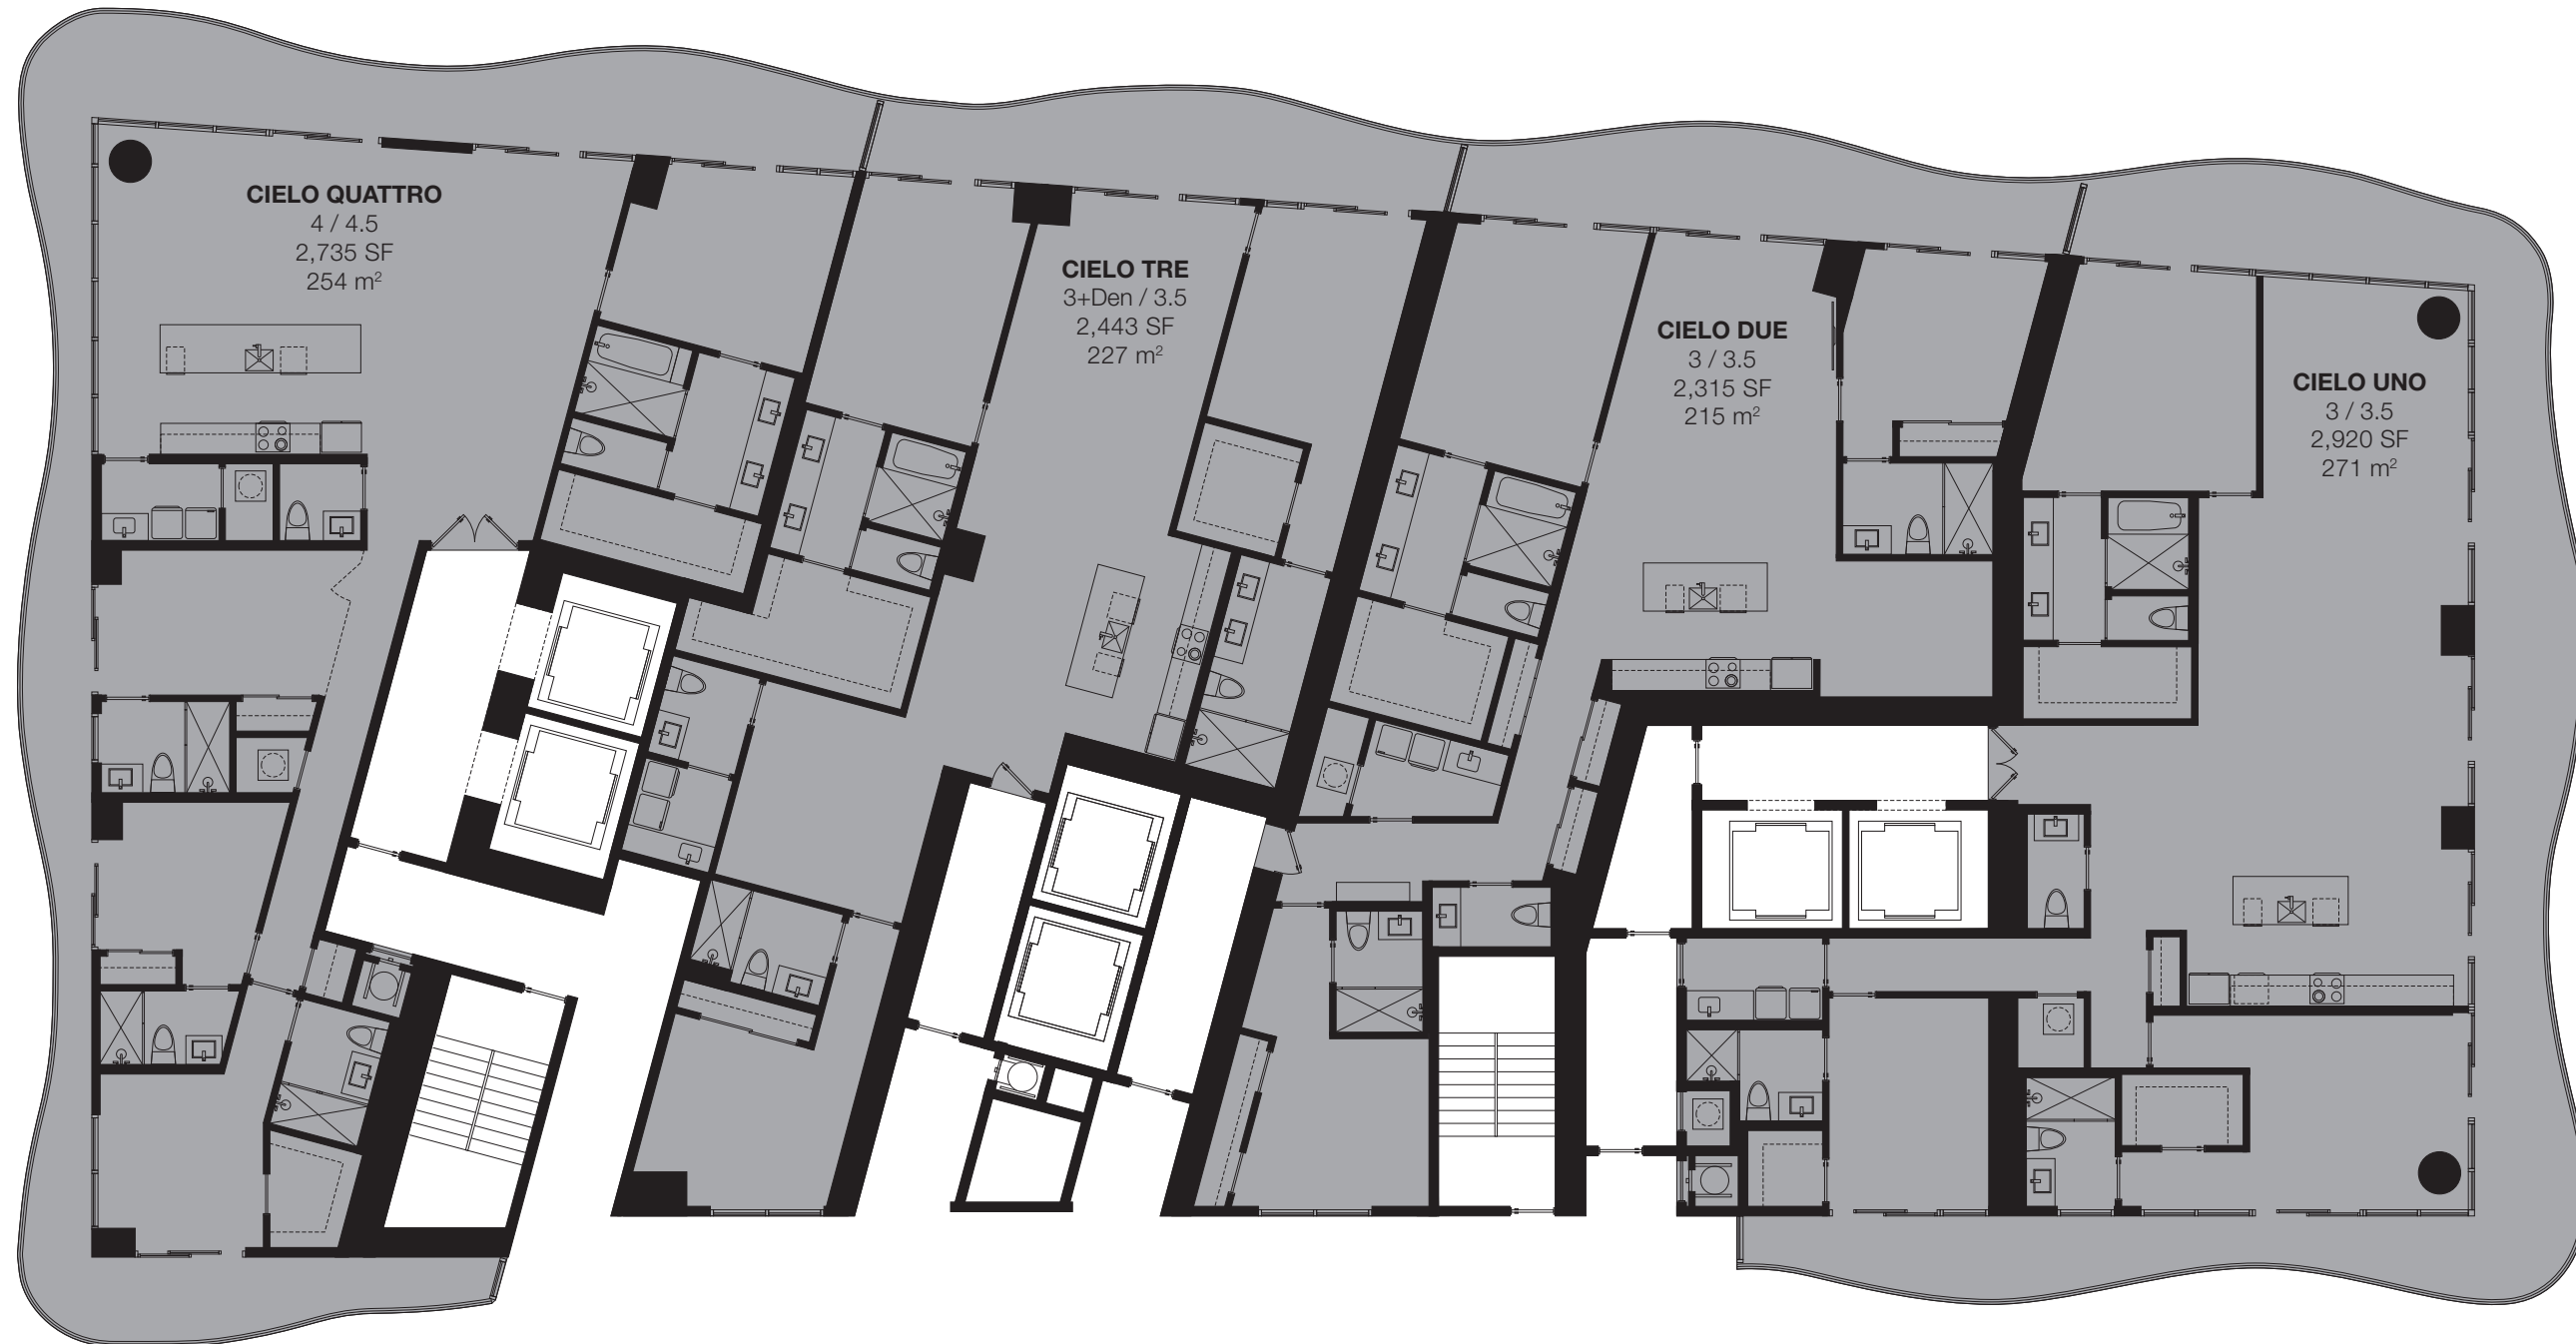 CIELO QUATTRO
4 / 4.5
2,735 SF
254 m²
CIELO TRE
3+Den / 3.5
2,443 SF
227 m²
CIELO DUE
3 / 3.5
2,315 SF
215 m²
CIELO UNO
3 / 3.5
2,920 SF
271 m²